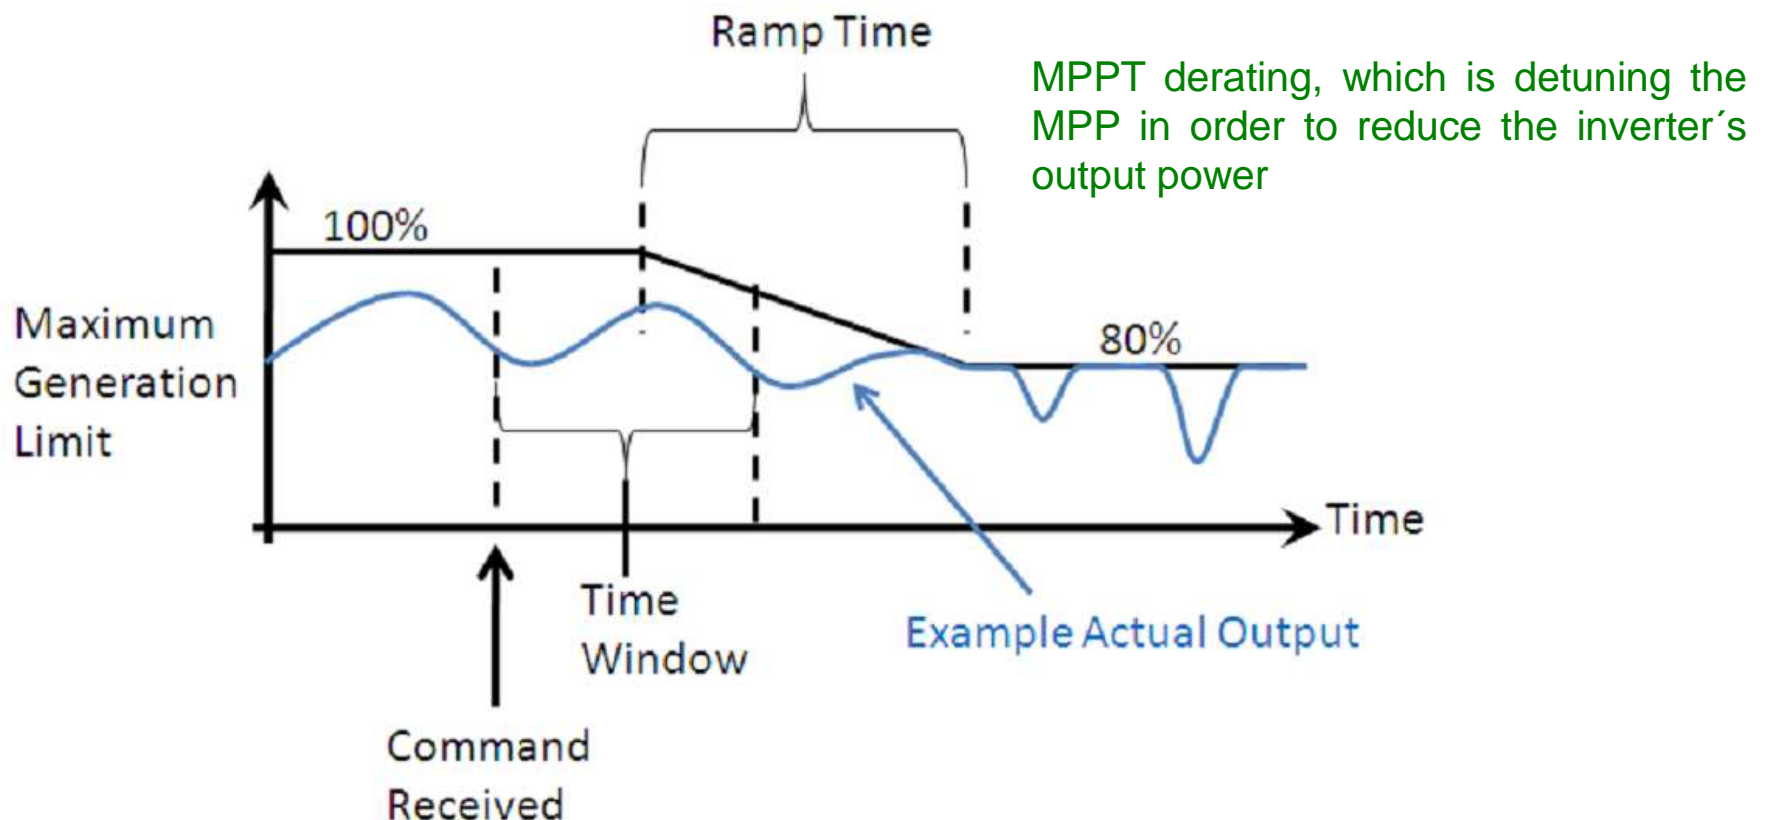 Ramp Time
MPPT derating, which is detuning the
MPP in order to reduce the inverter´s
output power
100%
Maximum
Generation
Limit
80%
Time
Time
Window
Example Actual Output
Command
Received